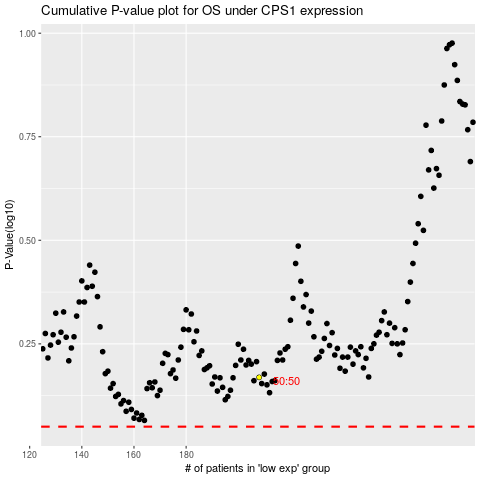 Cumulative P-value plot for OS under CPS1 expression
P-Value(log10)
1.00
0.75
0.50
0.25
50:50
120 140 160 180
# of patients in 'low exp' group